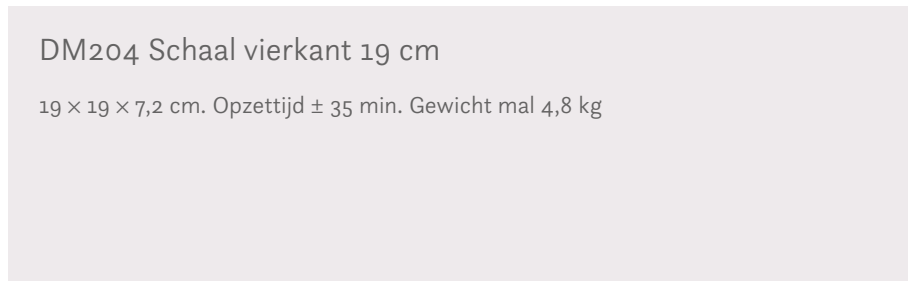 DM204 Schaal vierkant 19 cm
19 × 19 × 7,2 cm. Opzettijd ± 35 min. Gewicht mal 4,8 kg